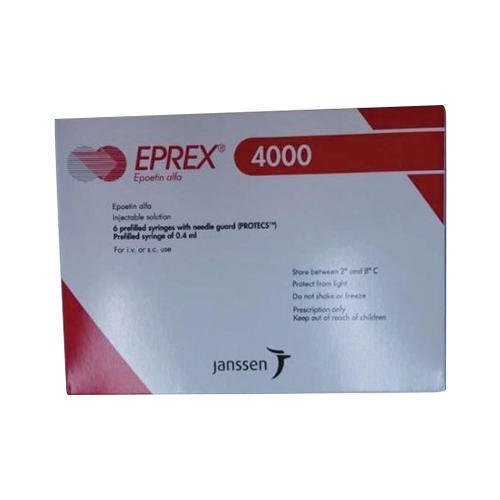 EPREX® 4000
Epoetin alfa
Epoetin alfa
Injectable solution
6 prefilled syringes with needle guard (PROTECS™)
Prefilled syringe of 0.4 ml
For i.v. or s.c. use
Store between 2° and 8° C
Protect from light
Do not shake or freeze
Prescription only
Keep out of reach of children
janssen